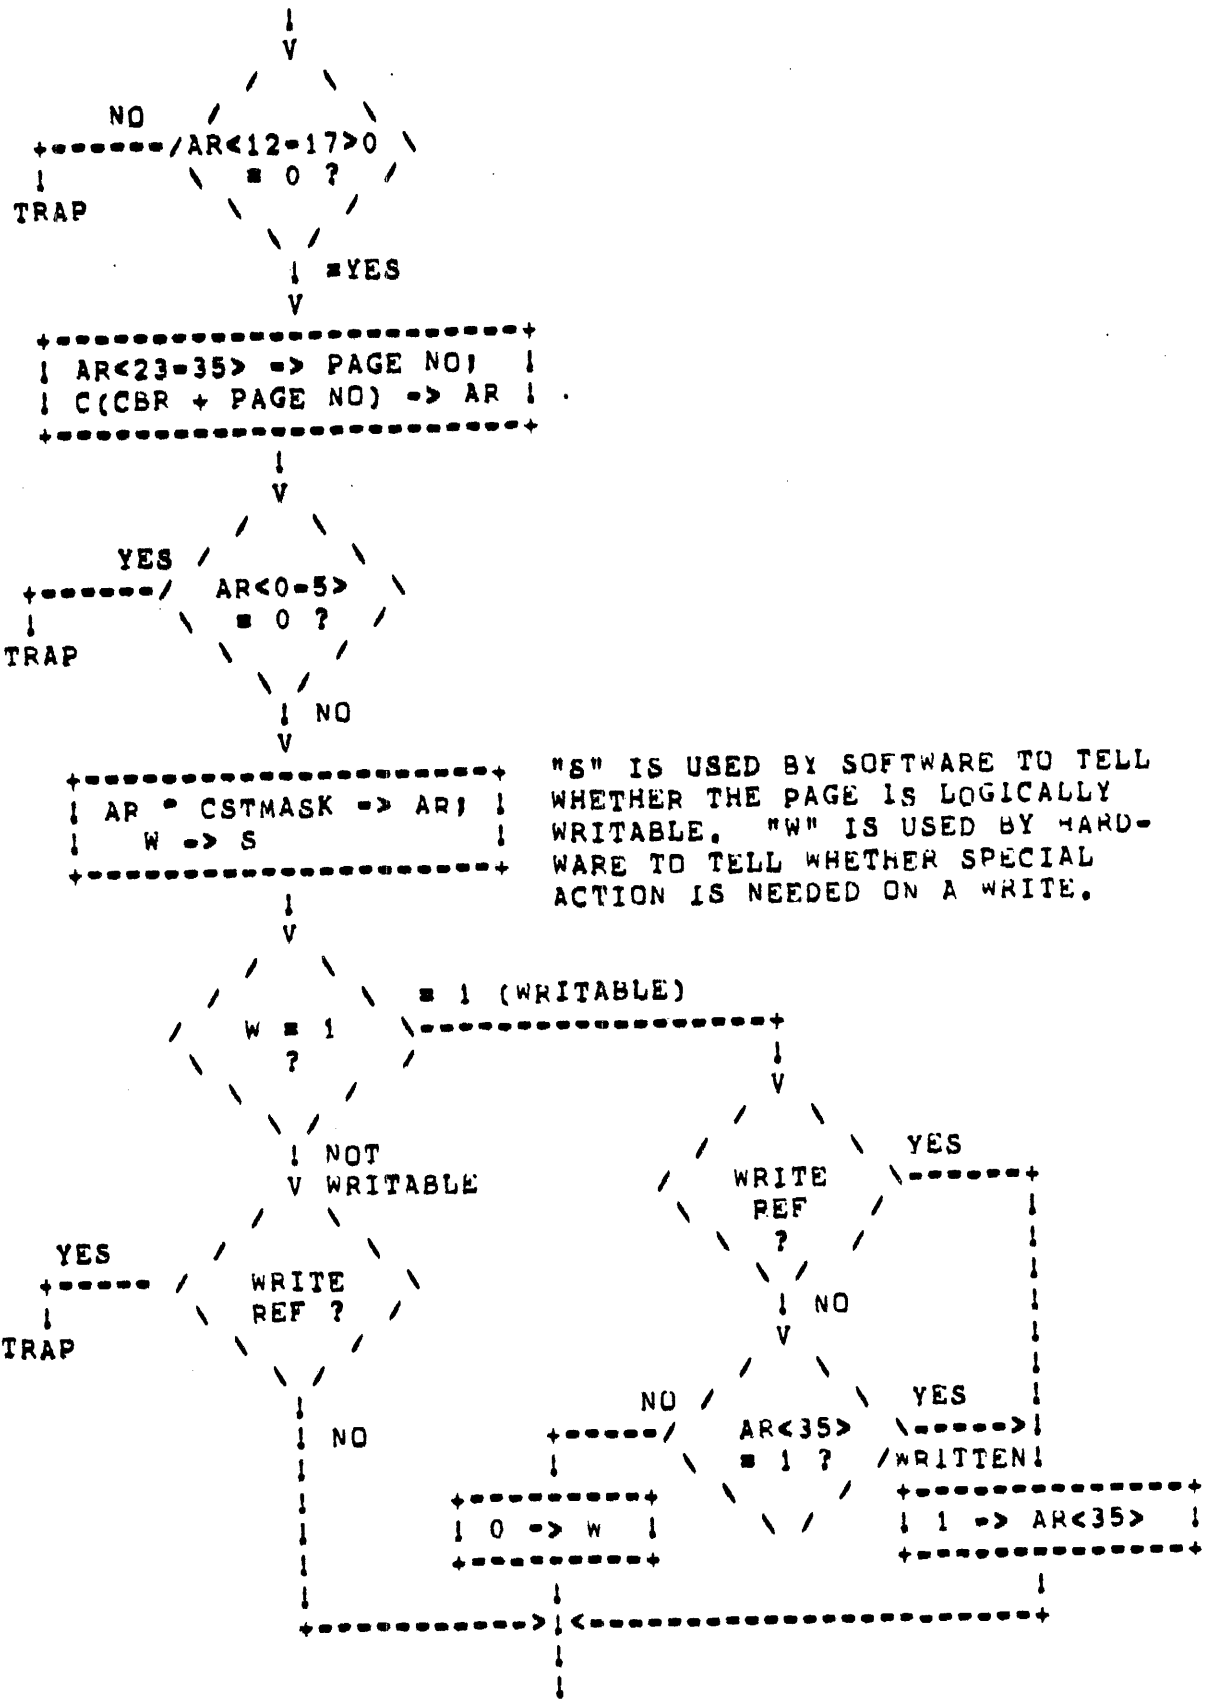 NO
AR<12-17>0
= 0 ?
TRAP
=YES
V
AR<23-35> => PAGE NO;
C(CBR + PAGE NO) => AR
V
YES
AR<0-5>
= 0 ?
TRAP
NO
V
"S" IS USED BY SOFTWARE TO TELL
WHETHER THE PAGE IS LOGICALLY
WRITABLE. "W" IS USED BY HARD-
WARE TO TELL WHETHER SPECIAL
ACTION IS NEEDED ON A WRITE.
AR * CSTMASK => AR;
W => S
V
W = 1
?
= 1 (WRITABLE)
V
NOT
V WRITABLE
WRITE
REF
?
YES
YES
WRITE
REF ?
TRAP
NO
NO
V
NO
AR<35>
= 1 ?
YES
WRITTEN
0 => W
1 => AR<35>